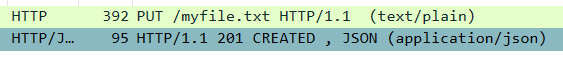 HTTP 392 PUT /myfile.txt HTTP/1.1 (text/plain)
HTTP/J… 95 HTTP/1.1 201 CREATED , JSON (application/json)